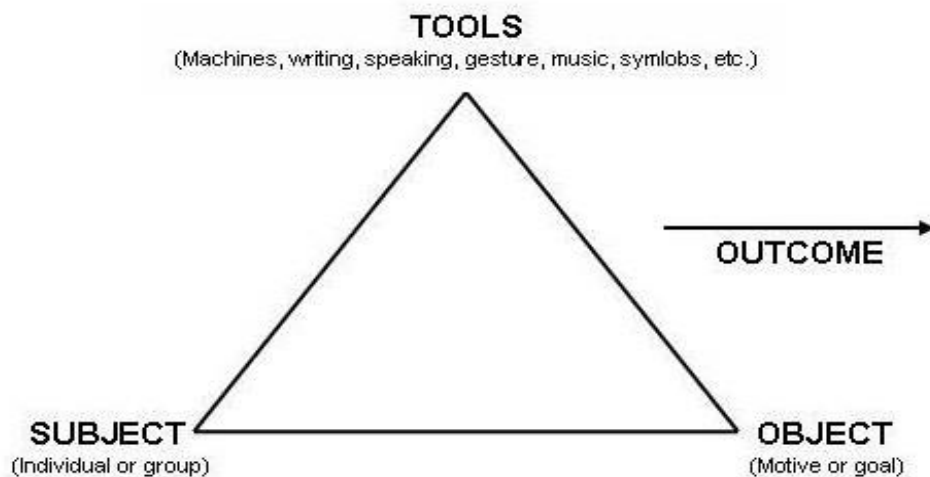 TOOLS
(Machines, writing, speaking, gesture, music, symlobs, etc.)
OUTCOME
SUBJECT
(Individual or group)
OBJECT
(Motive or goal)